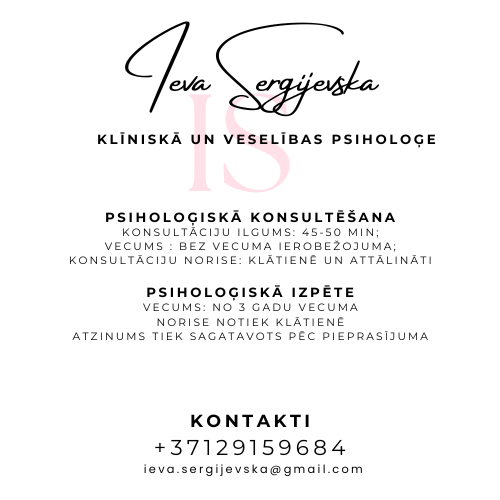 Ieva Sergijevska
IS
KLĪNISKĀ UN VESELĪBAS PSIHOLOĢE
PSIHOLOĢISKĀ KONSULTĒŠANA
KONSULTĀCIJU ILGUMS: 45-50 MIN;
VECUMS : BEZ VECUMA IEROBEŽOJUMA;
KONSULTĀCIJU NORISE: KLĀTIENĒ UN ATTĀLINĀTI
PSIHOLOĢISKĀ IZPĒTE
VECUMS: NO 3 GADU VECUMA
NORISE NOTIEK KLĀTIENĒ
ATZINUMS TIEK SAGATAVOTS PĒC PIEPRASĪJUMA
KONTAKTI
+37129159684
ieva.sergijevska@gmail.com